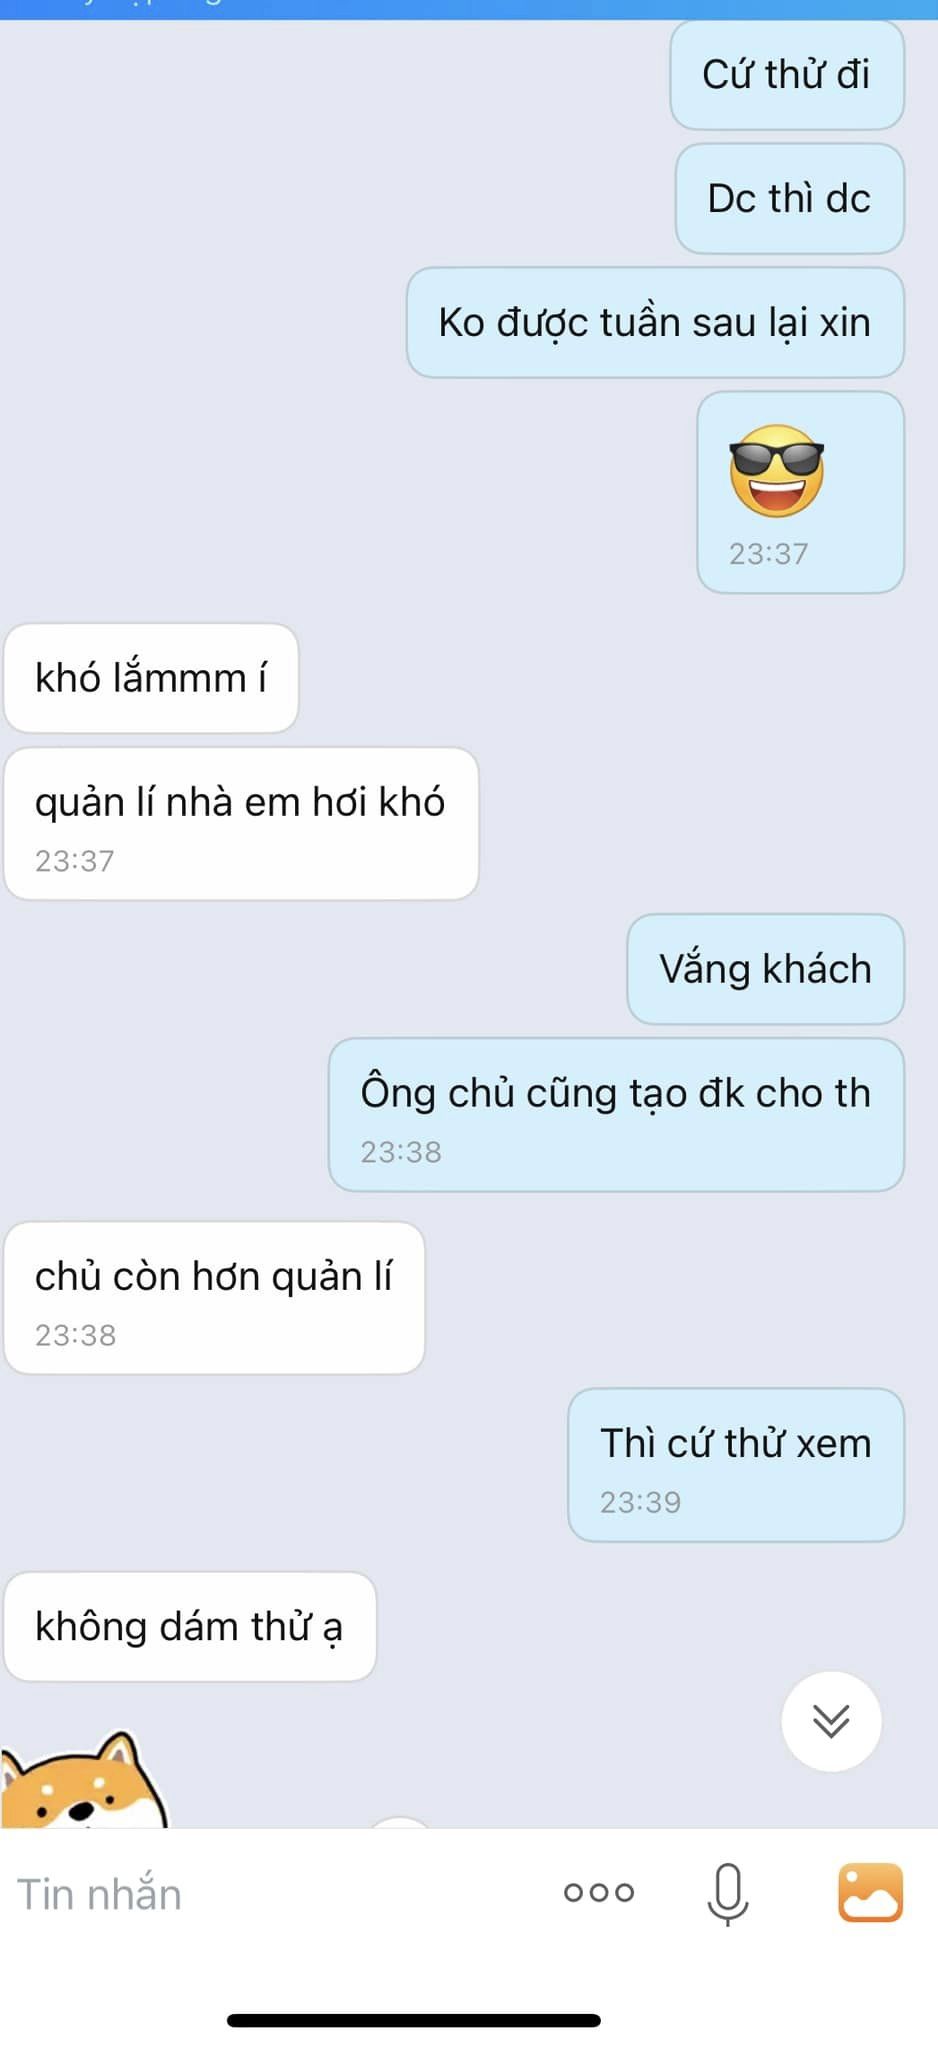 Cứ thử đi
Dc thì dc
Ko được tuần sau lại xin
23:37
khó lắmmm í
quản lí nhà em hơi khó
23:37
Vắng khách
Ông chủ cũng tạo đk cho th
23:38
chủ còn hơn quản lí
23:38
Thì cứ thử xem
23:39
không dám thử ạ
Tin nhắn